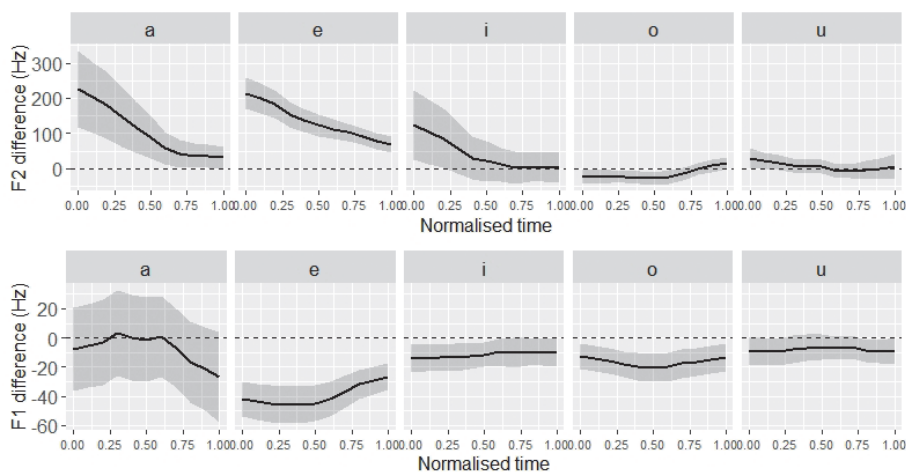 a e i o u
F2 difference (Hz)
300
200
100
0
0.00 0.25 0.50 0.75 1.00 0.00 0.25 0.50 0.75 1.00 0.00 0.25 0.50 0.75 1.00 0.00 0.25 0.50 0.75 1.00 0.00 0.25 0.50 0.75 1.00
Normalised time
a e i o u
F1 difference (Hz)
20
0
-20
-40
-60
0.00 0.25 0.50 0.75 1.00 0.00 0.25 0.50 0.75 1.00 0.00 0.25 0.50 0.75 1.00 0.00 0.25 0.50 0.75 1.00 0.00 0.25 0.50 0.75 1.00
Normalised time